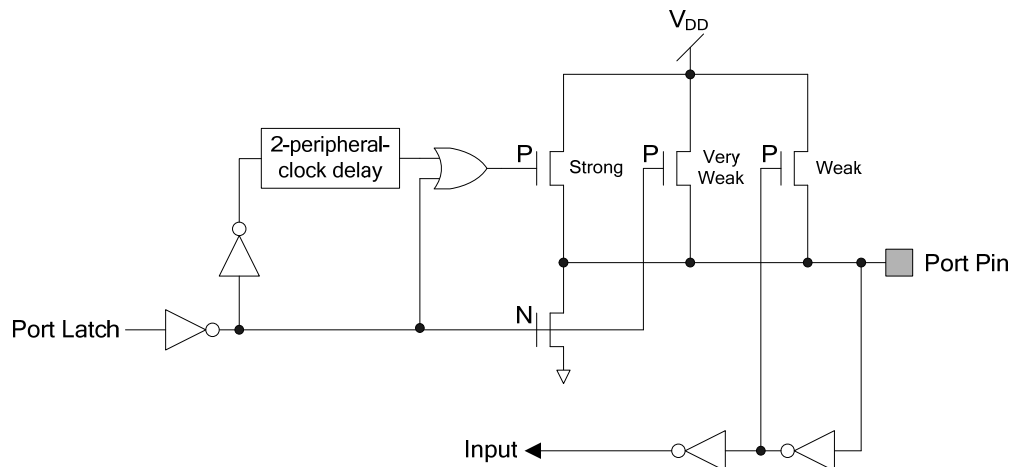 VDD
2-peripheral-
clock delay
P
Strong
P
Very
Weak
P
Weak
Port Pin
Port Latch
N
Input